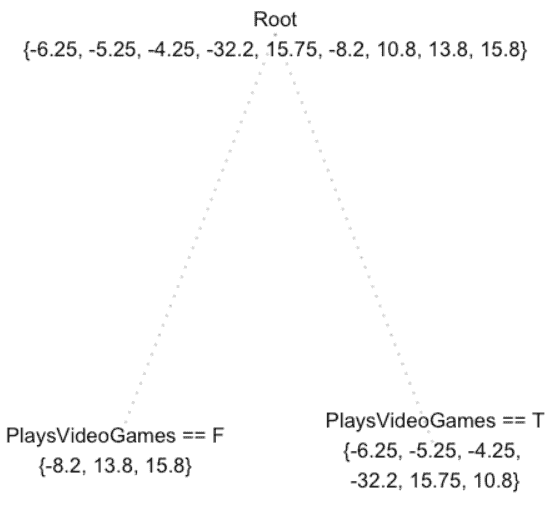 Root
{-6.25, -5.25, -4.25, -32.2, 15.75, -8.2, 10.8, 13.8, 15.8}
PlaysVideoGames == F
{-8.2, 13.8, 15.8}
PlaysVideoGames == T
{-6.25, -5.25, -4.25,
-32.2, 15.75, 10.8}